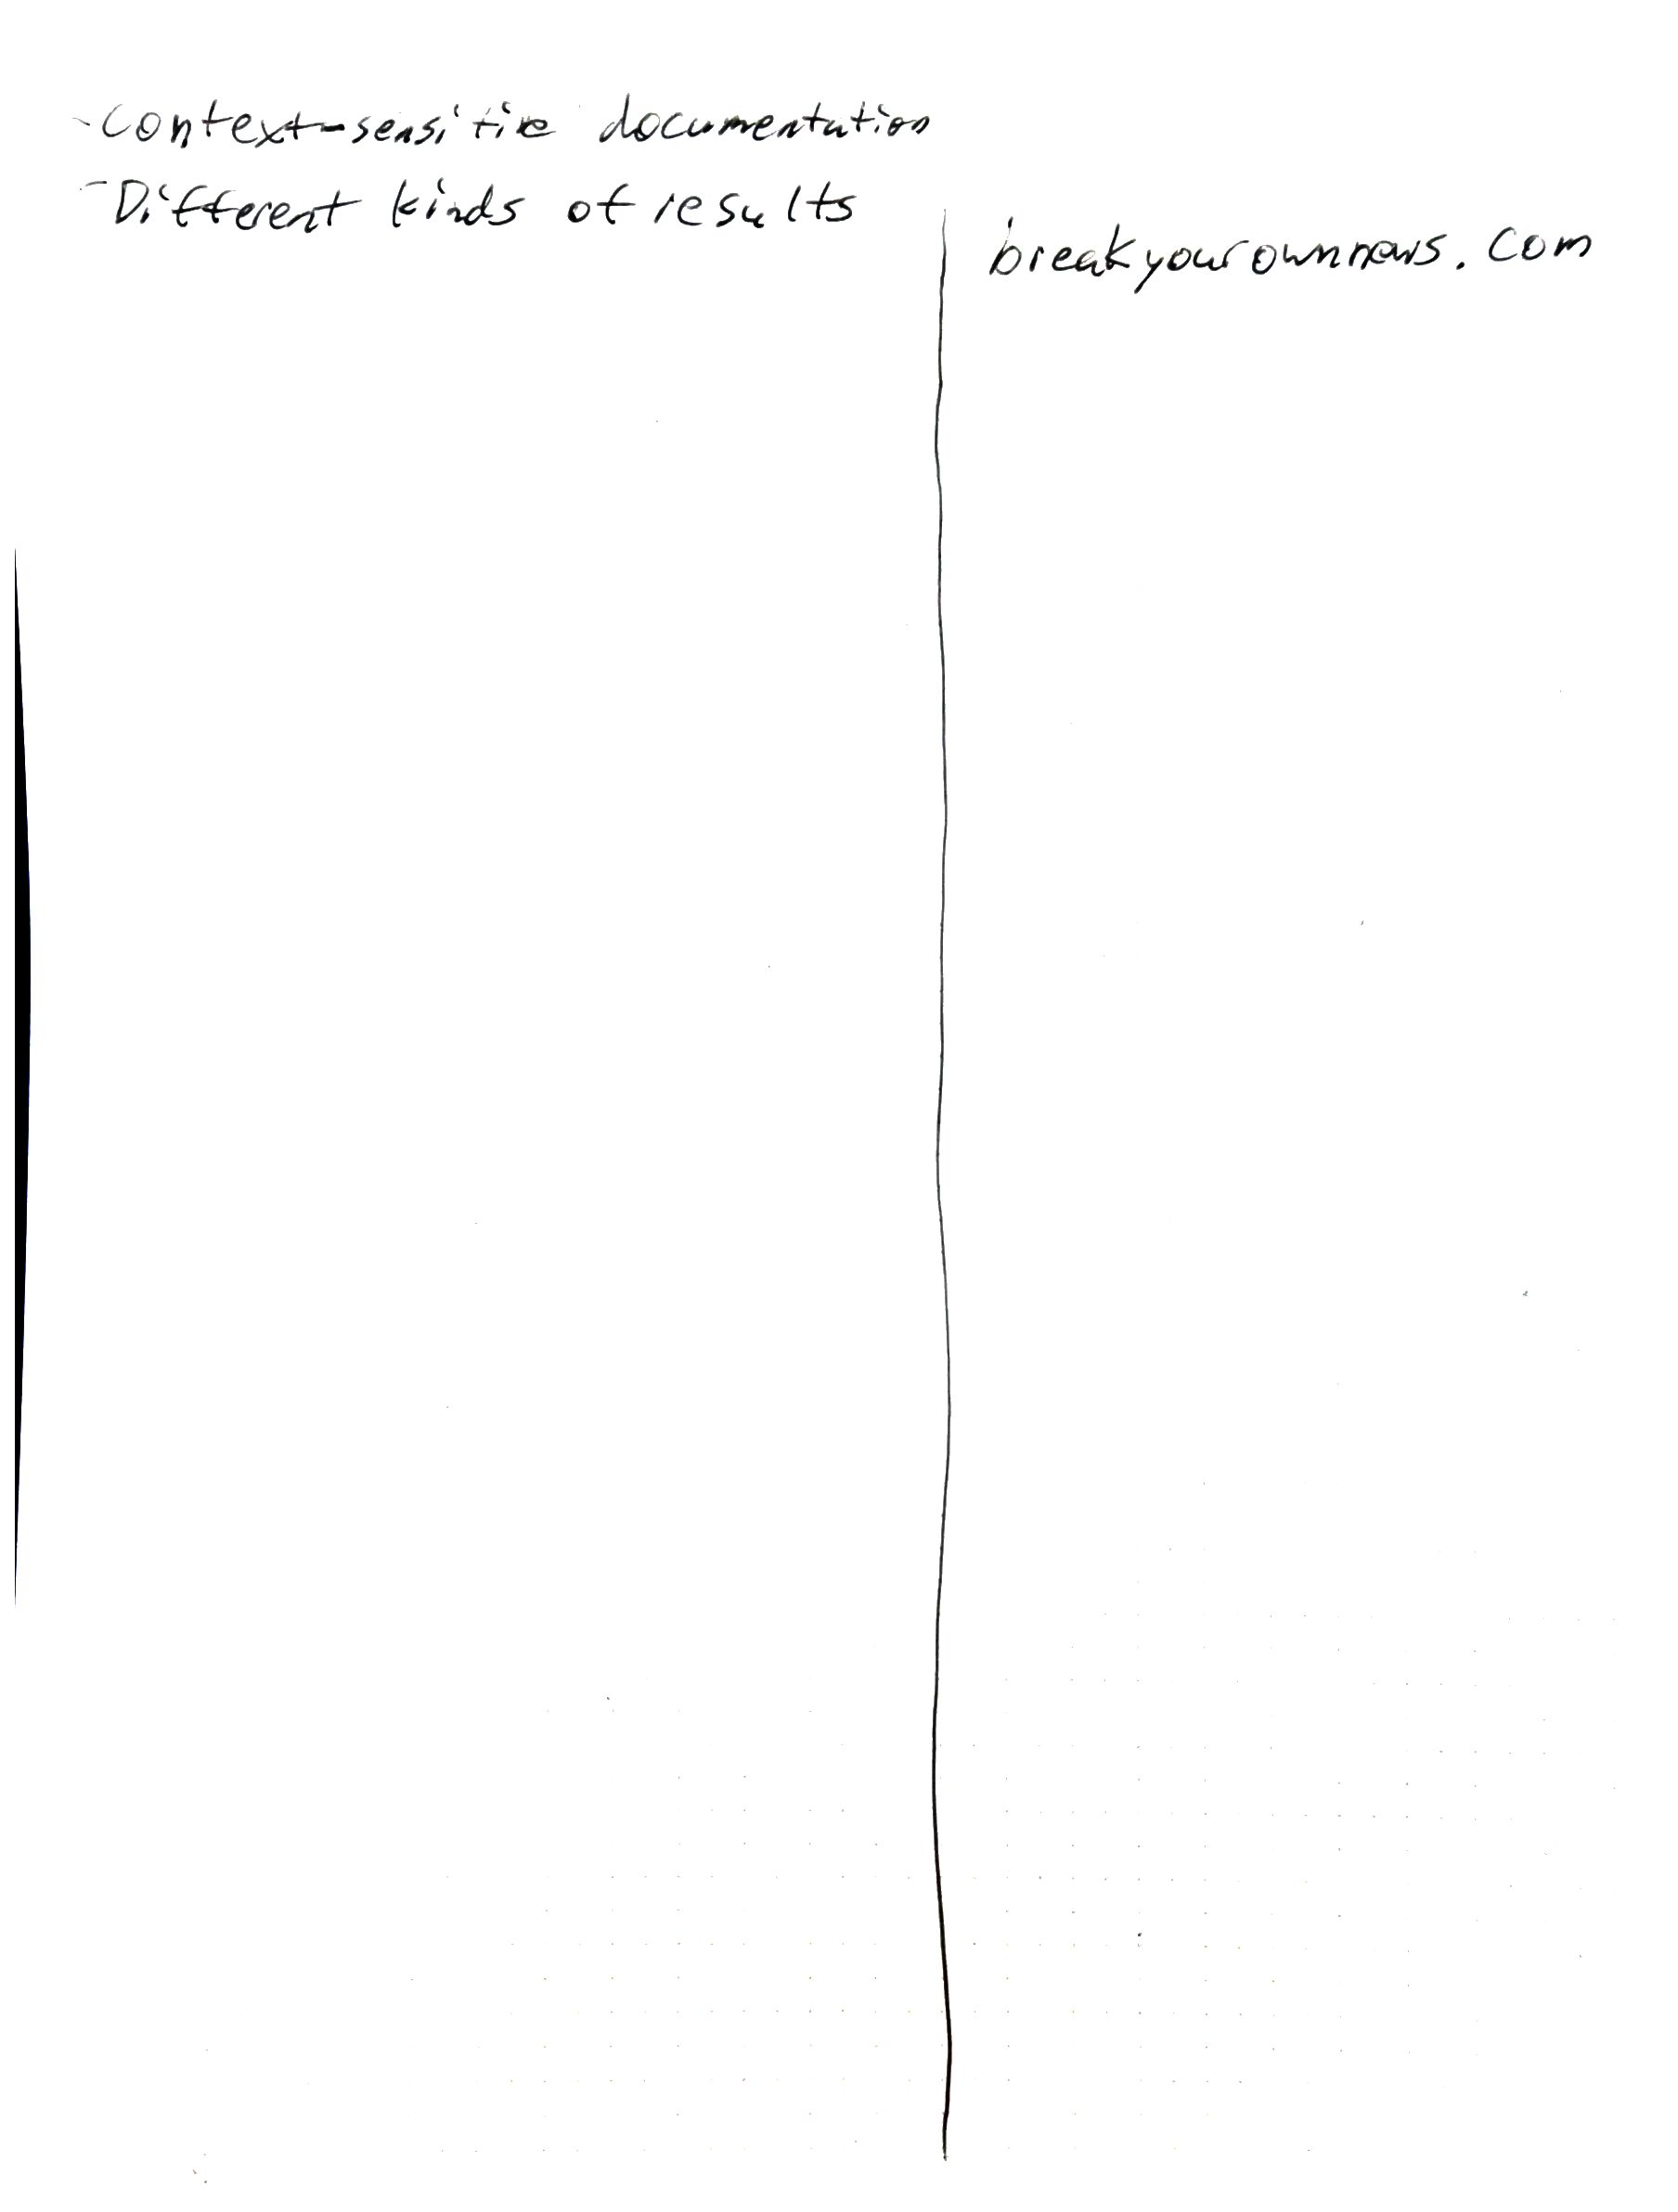 - Context-sensitive documentation
- Different kinds of results
breakyourownnews.com